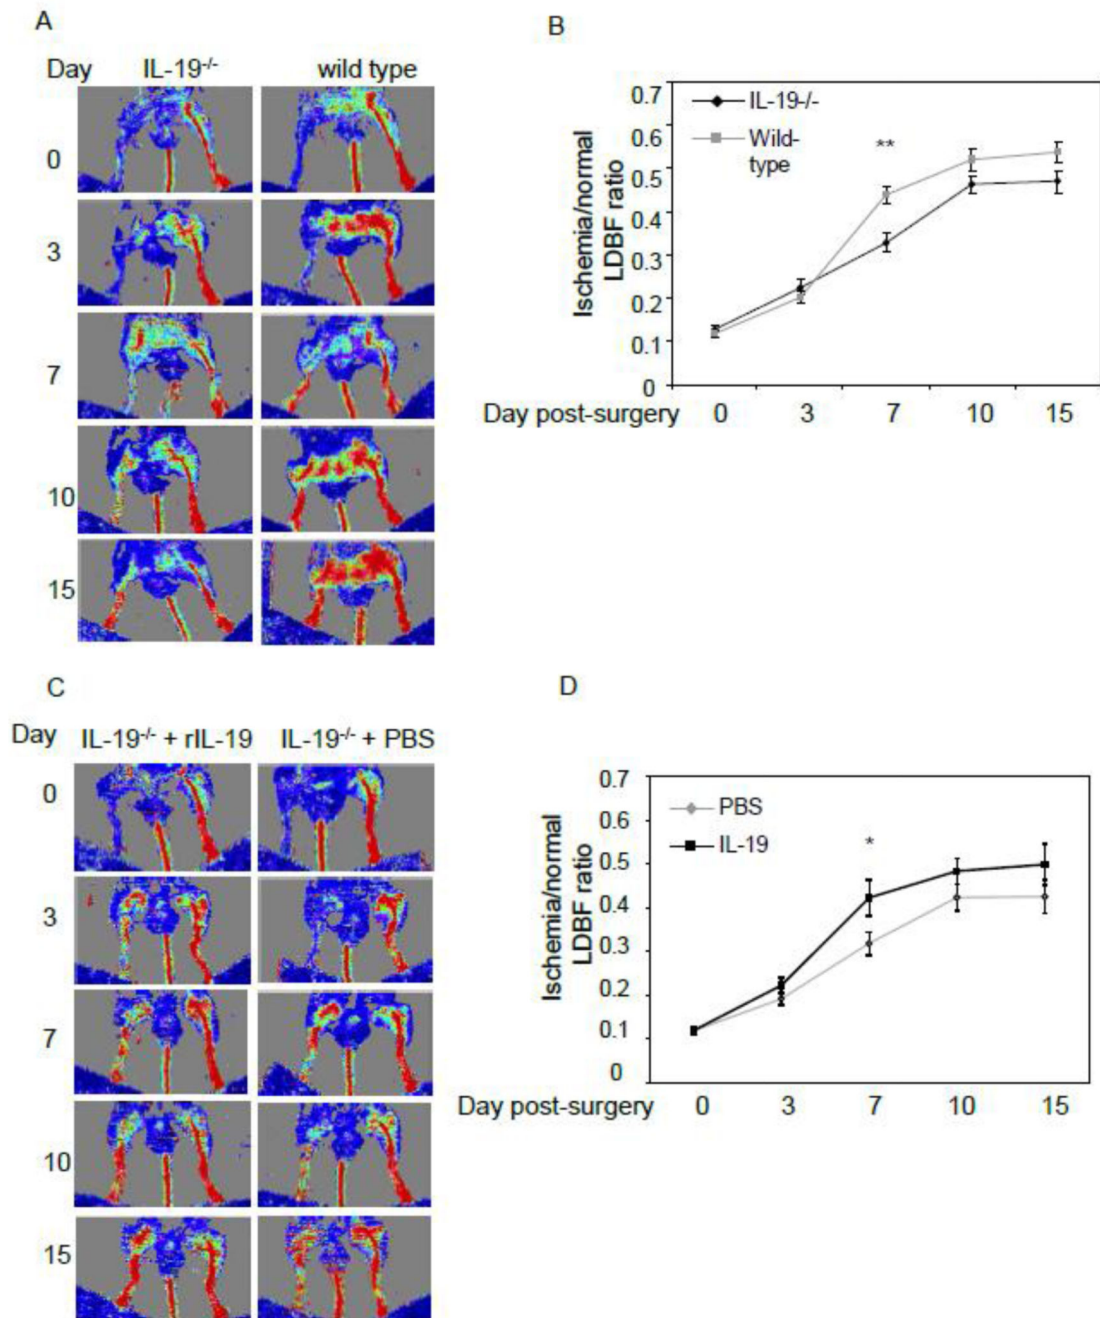 A
Day IL-19-/- wild type
0
3
7
10
15
B
Ischemia/normal
LDBF ratio
0.7
0.6
0.5
0.4
0.3
0.2
0.1
0
IL-19-/-
Wild-
type
**
Day post-surgery 0 3 7 10 15
C
Day IL-19-/- + rIL-19 IL-19-/- + PBS
0
3
7
10
15
D
Ischemia/normal
LDBF ratio
0.7
0.6
0.5
0.4
0.3
0.2
0.1
0
PBS
IL-19
*
Day post-surgery 0 3 7 10 15